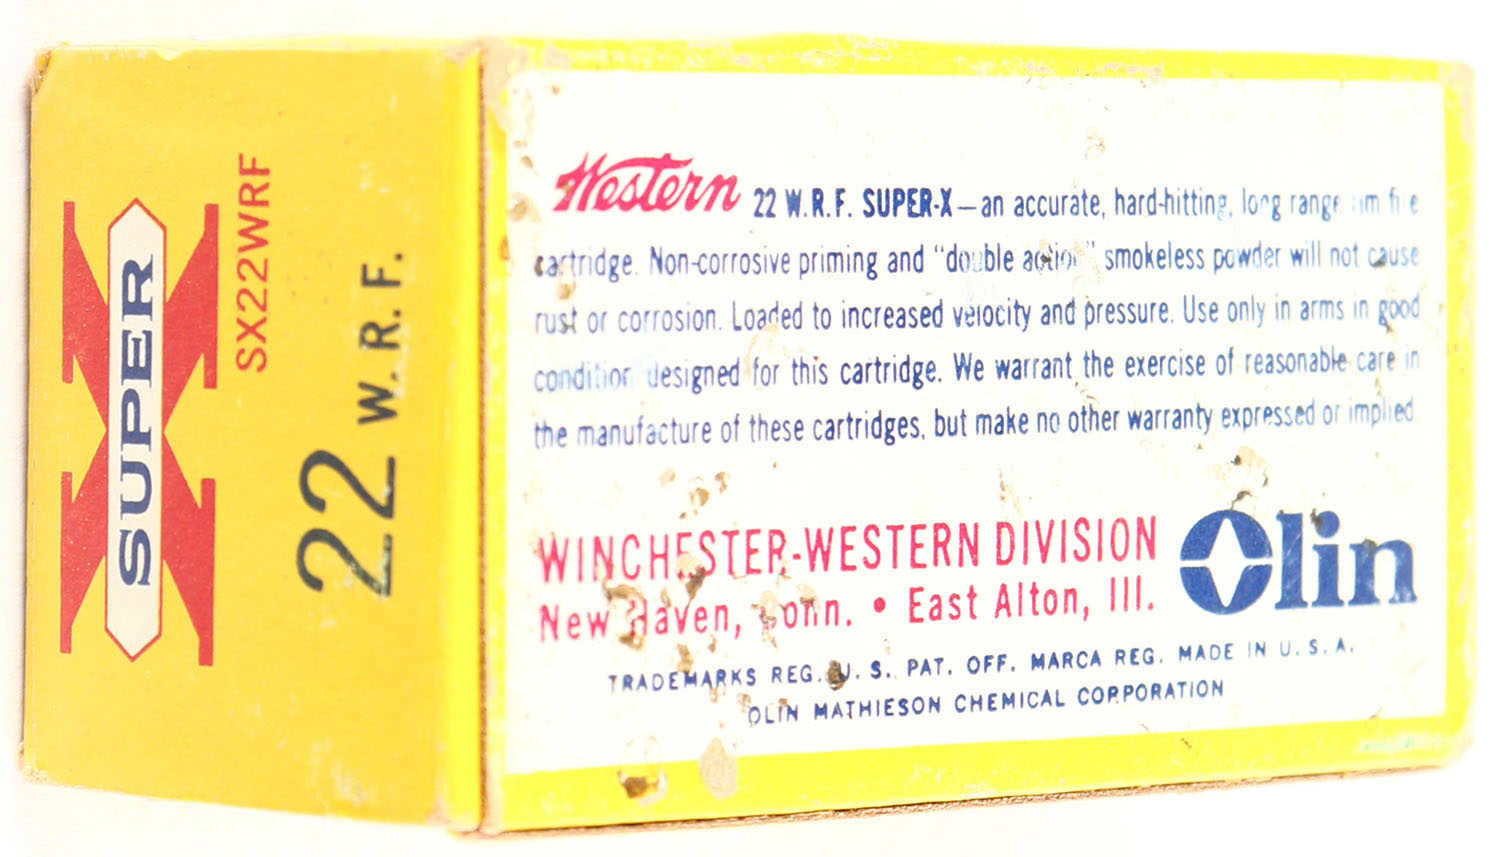 SUPER X
SX22WRF
22 W.R.F.
Western 22 W.R.F. SUPER-X—an accurate, hard-hitting, long range rim fire
cartridge. Non-corrosive priming and "double action" smokeless powder will not cause
rust or corrosion. Loaded to increased velocity and pressure. Use only in arms in good
condition designed for this cartridge. We warrant the exercise of reasonable care in
the manufacture of these cartridges, but make no other warranty expressed or implied.
WINCHESTER-WESTERN DIVISION
New Haven, Conn. • East Alton, Ill.
Olin
TRADEMARKS REG. U. S. PAT. OFF. MARCA REG. MADE IN U. S. A.
OLIN MATHIESON CHEMICAL CORPORATION